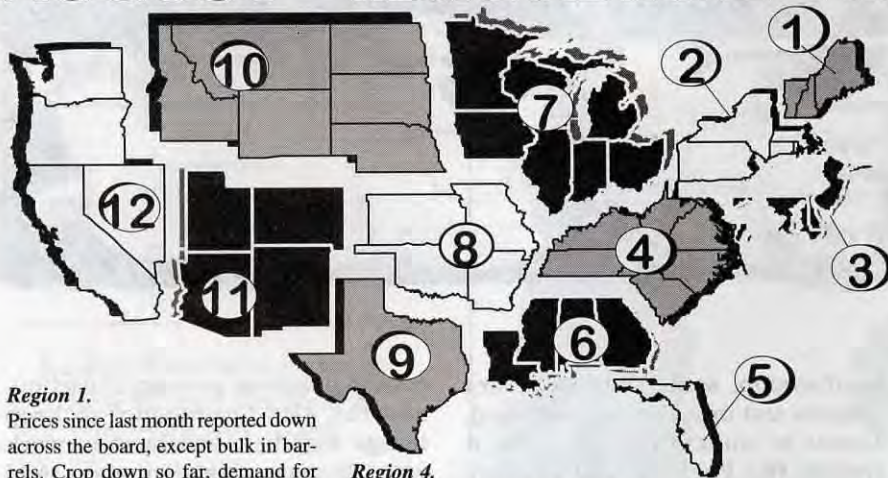 1
2
10
7
12
8
4
3
11
6
9
5
Region 1.
Prices since last month reported down
across the board, except bulk in bar-
rels. Crop down so far, demand for
Region 4.